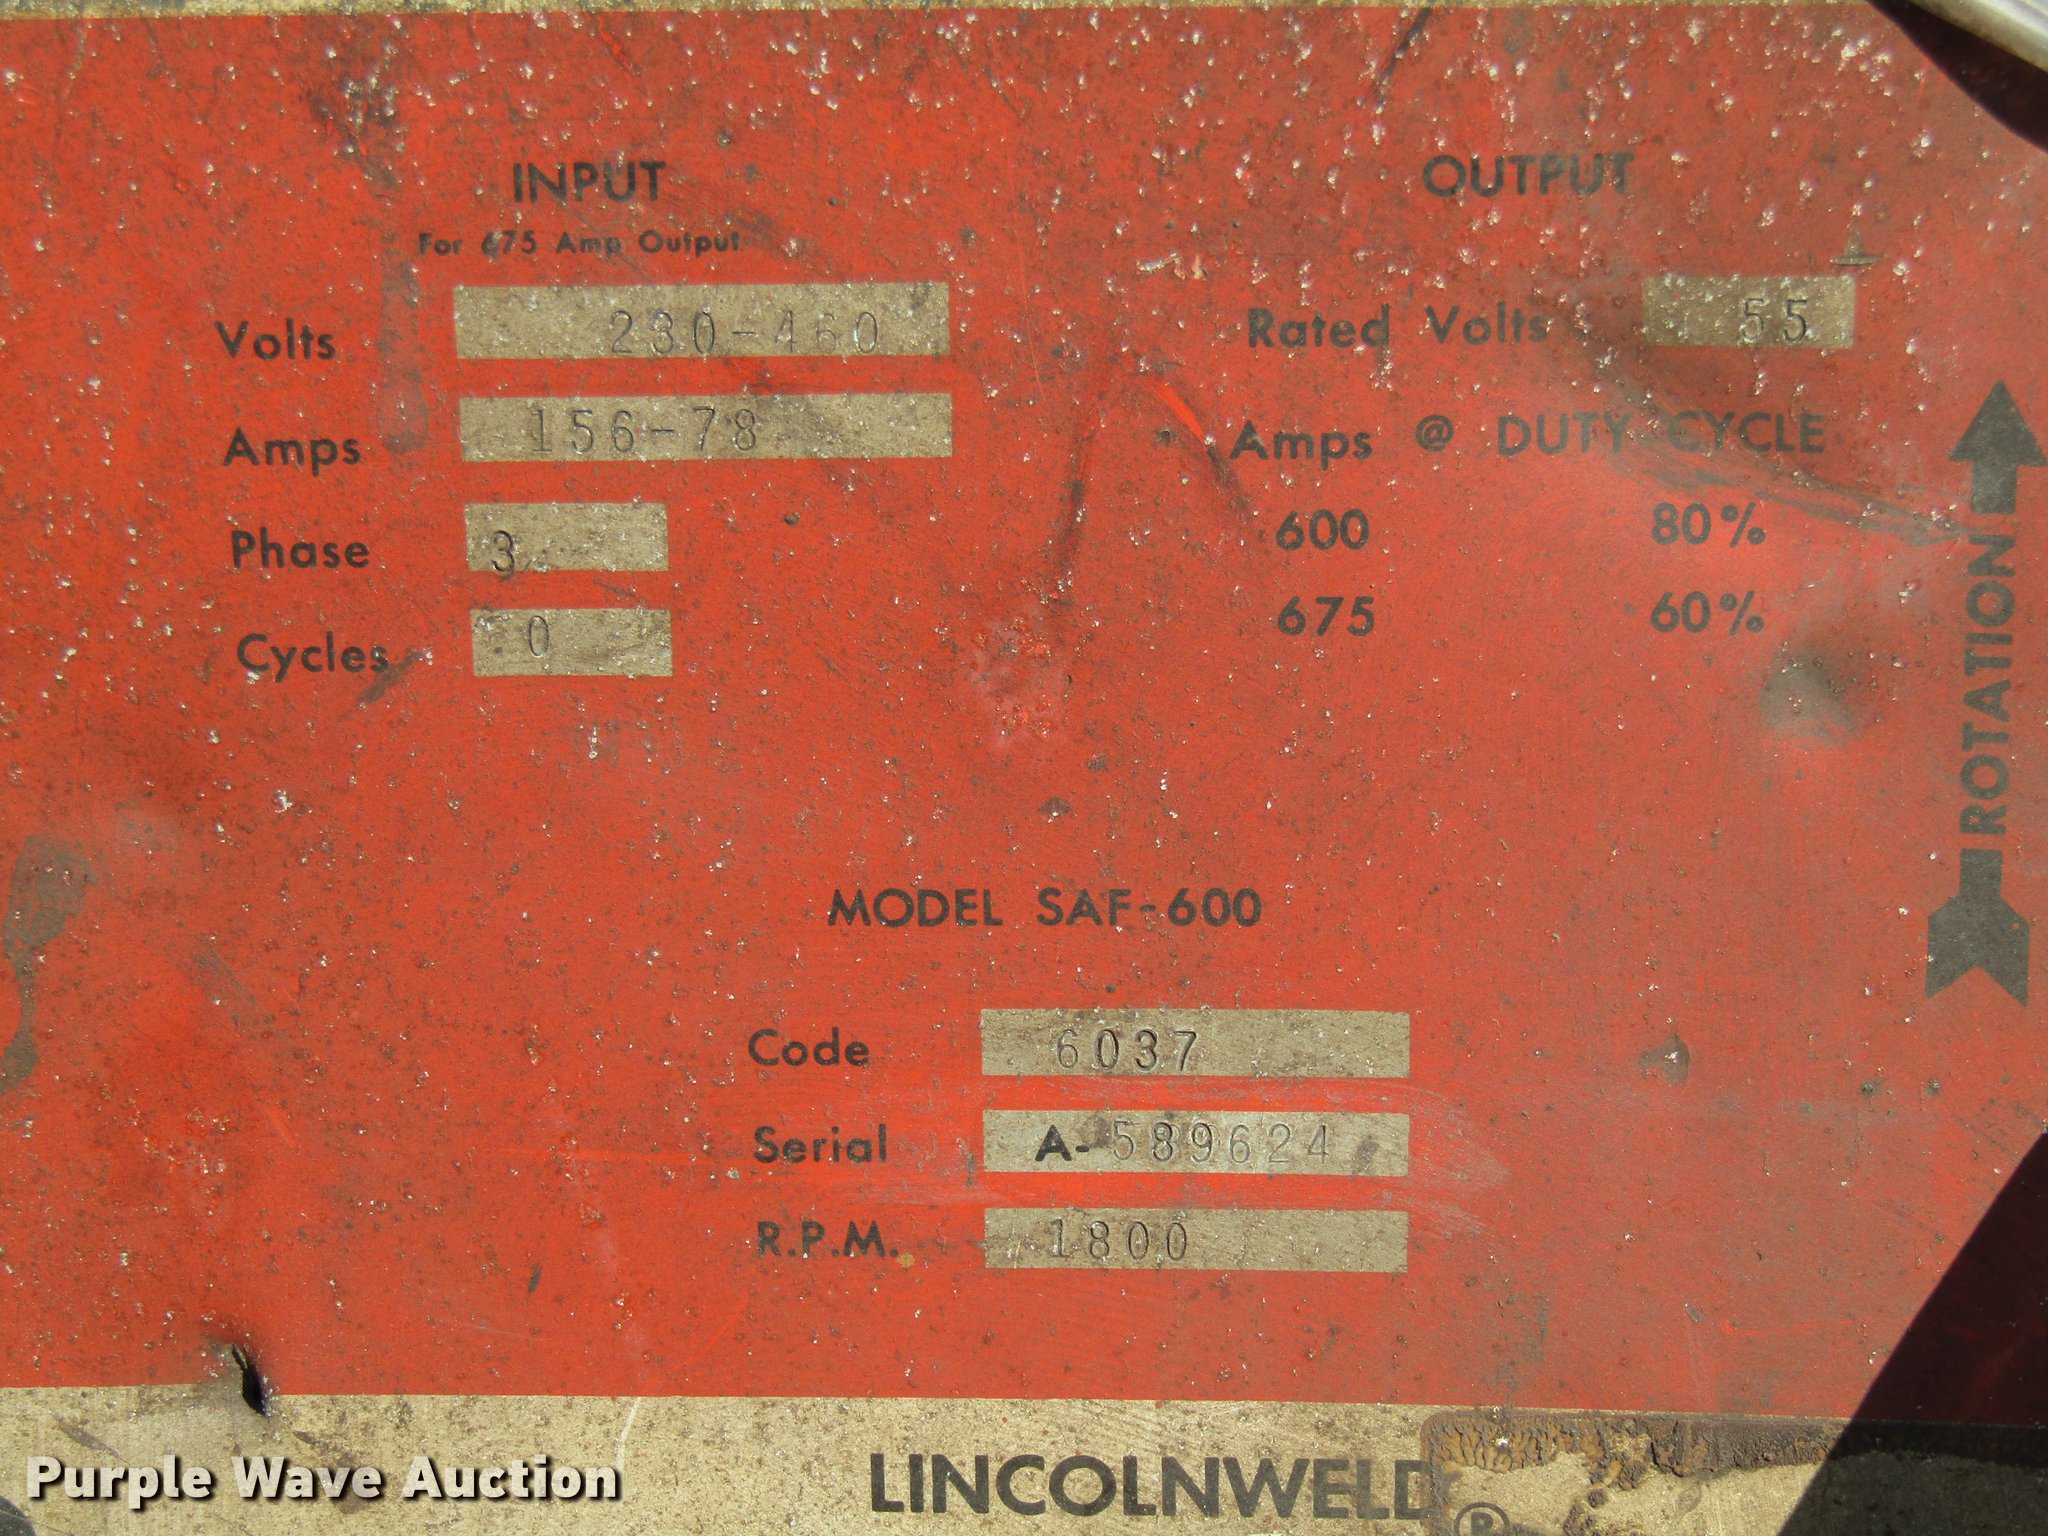 INPUT
For 675 Amp Output
Volts 230-460
Amps 156-78
Phase 3
Cycles 60
OUTPUT
Rated Volts 55
Amps @ DUTY CYCLE
600 80%
675 60%
ROTATION
MODEL SAF-600
Code 6037
Serial A-589624
R.P.M. 1800
LINCOLNWELD ®
Purple Wave Auction